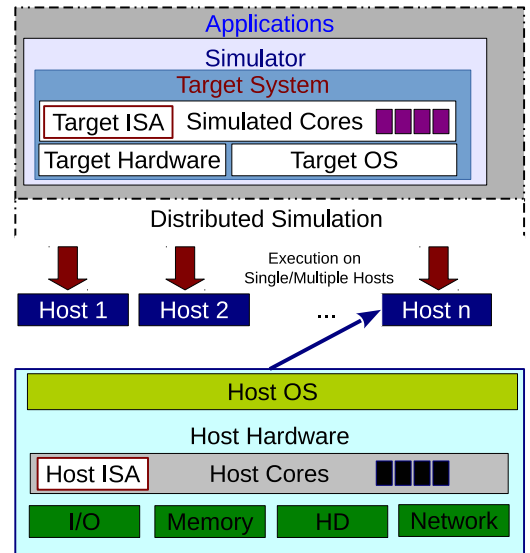 Applications
Simulator
Target System
Target ISA
Simulated Cores
Target Hardware
Target OS
Distributed Simulation
Execution on
Single/Multiple Hosts
Host 1
Host 2
...
Host n
Host OS
Host Hardware
Host ISA
Host Cores
I/O
Memory
HD
Network